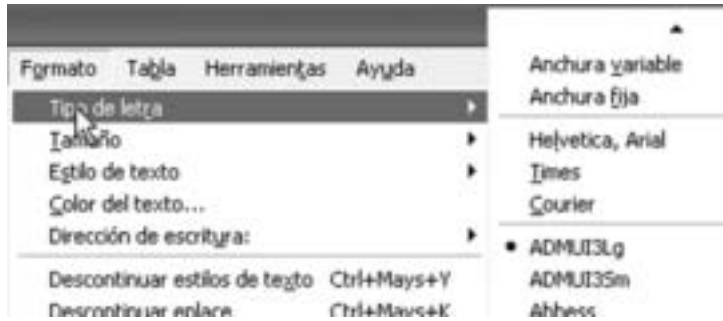 Formato Tabla Herramientas Ayuda
Tipo de letra
Tamaño
Estilo de texto
Color del texto...
Dirección de escritura:
Descontinuar estilos de texto Ctrl+Mays+Y
Descontinuar enlace Ctrl+Mays+K
Anchura variable
Anchura fija
Helvetica, Arial
Times
Courier
ADMUI3Lg
ADMUI3Sm
Abbess